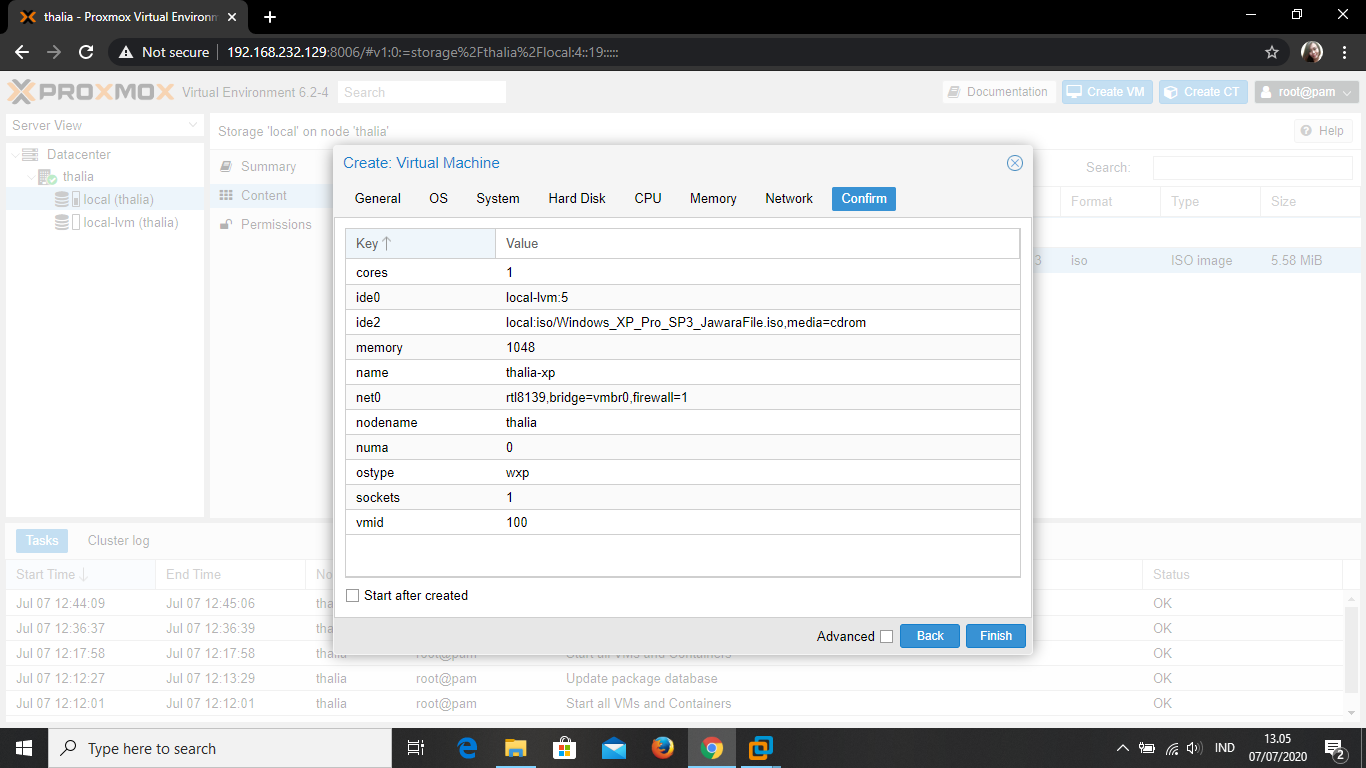 thalia - Proxmox Virtual Environm
Not secure 192.168.232.129:8006/#v1:0:=storage%2Fthalia%2Flocal:4::19:::::
PROXMOX Virtual Environment 6.2-4 Search Documentation Create VM Create CT root@pam
Server View
Storage 'local' on node 'thalia' Help
Datacenter
thalia
local (thalia)
local-lvm (thalia)
Summary
Content
Permissions
Search:
Format Type Size
3 iso ISO image 5.58 MiB
Create: Virtual Machine
General OS System Hard Disk CPU Memory Network Confirm
Key Value
cores 1
ide0 local-lvm:5
ide2 local:iso/Windows_XP_Pro_SP3_JawaraFile.iso,media=cdrom
memory 1048
name thalia-xp
net0 rtl8139,bridge=vmbr0,firewall=1
nodename thalia
numa 0
ostype wxp
sockets 1
vmid 100
Start after created
Advanced Back Finish
Tasks Cluster log
Start Time End Time No Status
Jul 07 12:44:09 Jul 07 12:45:06 tha OK
Jul 07 12:36:37 Jul 07 12:36:39 tha OK
Jul 07 12:17:58 Jul 07 12:17:58 thalia root@pam Start all VMs and Containers OK
Jul 07 12:12:27 Jul 07 12:13:29 thalia root@pam Update package database OK
Jul 07 12:12:01 Jul 07 12:12:01 thalia root@pam Start all VMs and Containers OK
Type here to search
IND
13.05
07/07/2020
2